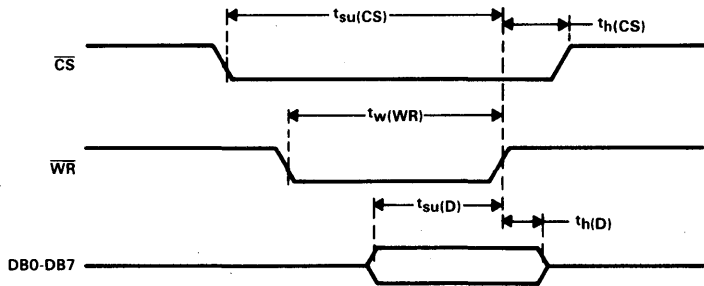 tsu(CS)
th(CS)
CS
tw(WR)
WR
tsu(D)
th(D)
DB0-DB7